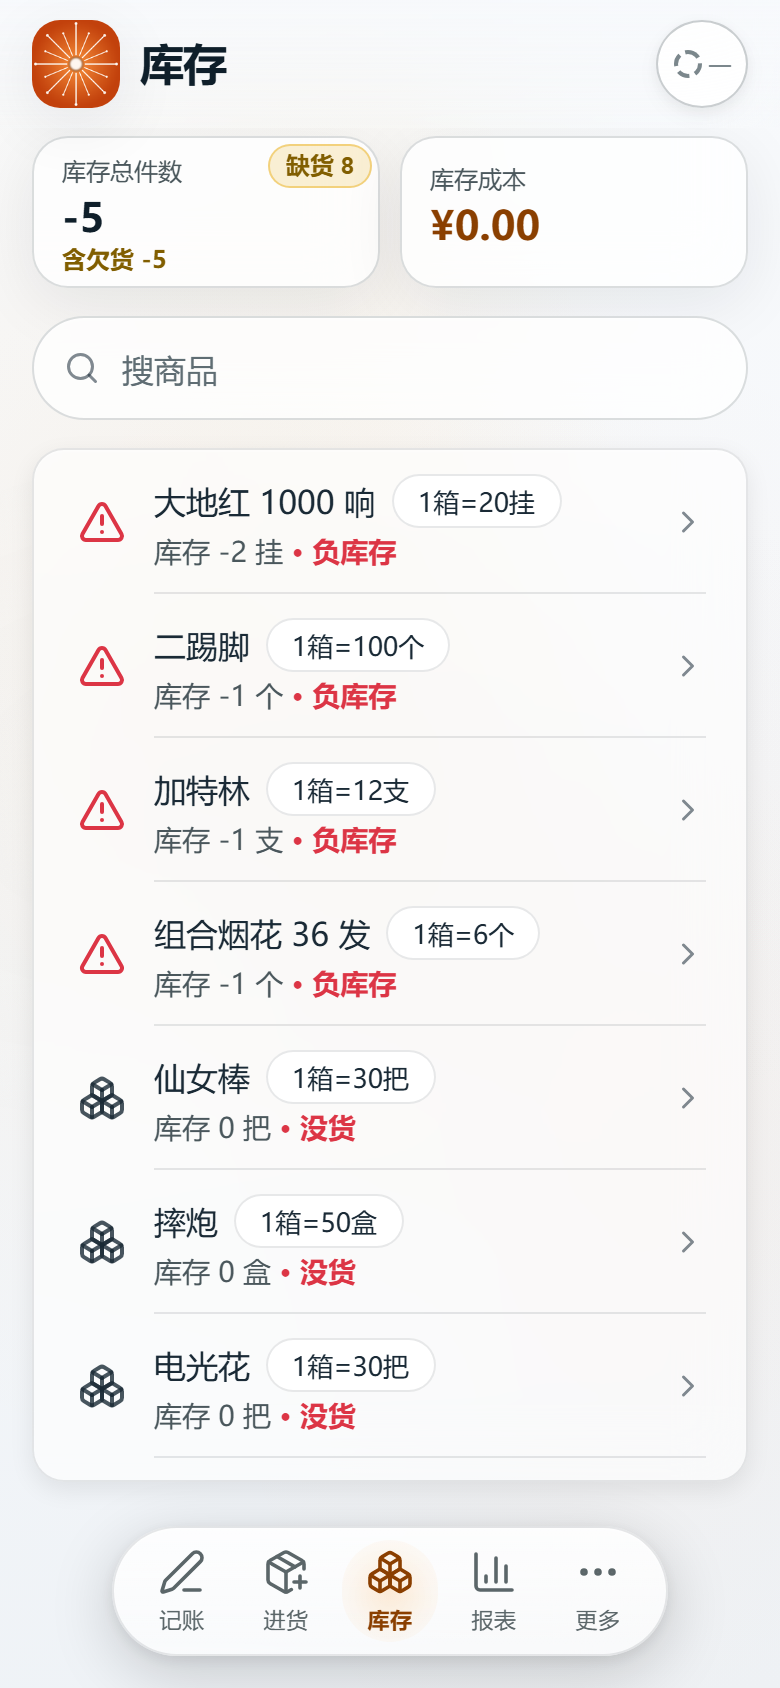 库存
库存总件数
缺货 8
-5
含欠货 -5
库存成本
¥0.00
搜商品
大地红 1000 响
1箱=20挂
库存 -2 挂 • 负库存
二踢脚
1箱=100个
库存 -1 个 • 负库存
加特林
1箱=12支
库存 -1 支 • 负库存
组合烟花 36 发
1箱=6个
库存 -1 个 • 负库存
仙女棒
1箱=30把
库存 0 把 • 没货
摔炮
1箱=50盒
库存 0 盒 • 没货
电光花
1箱=30把
库存 0 把 • 没货
记账
进货
库存
报表
更多